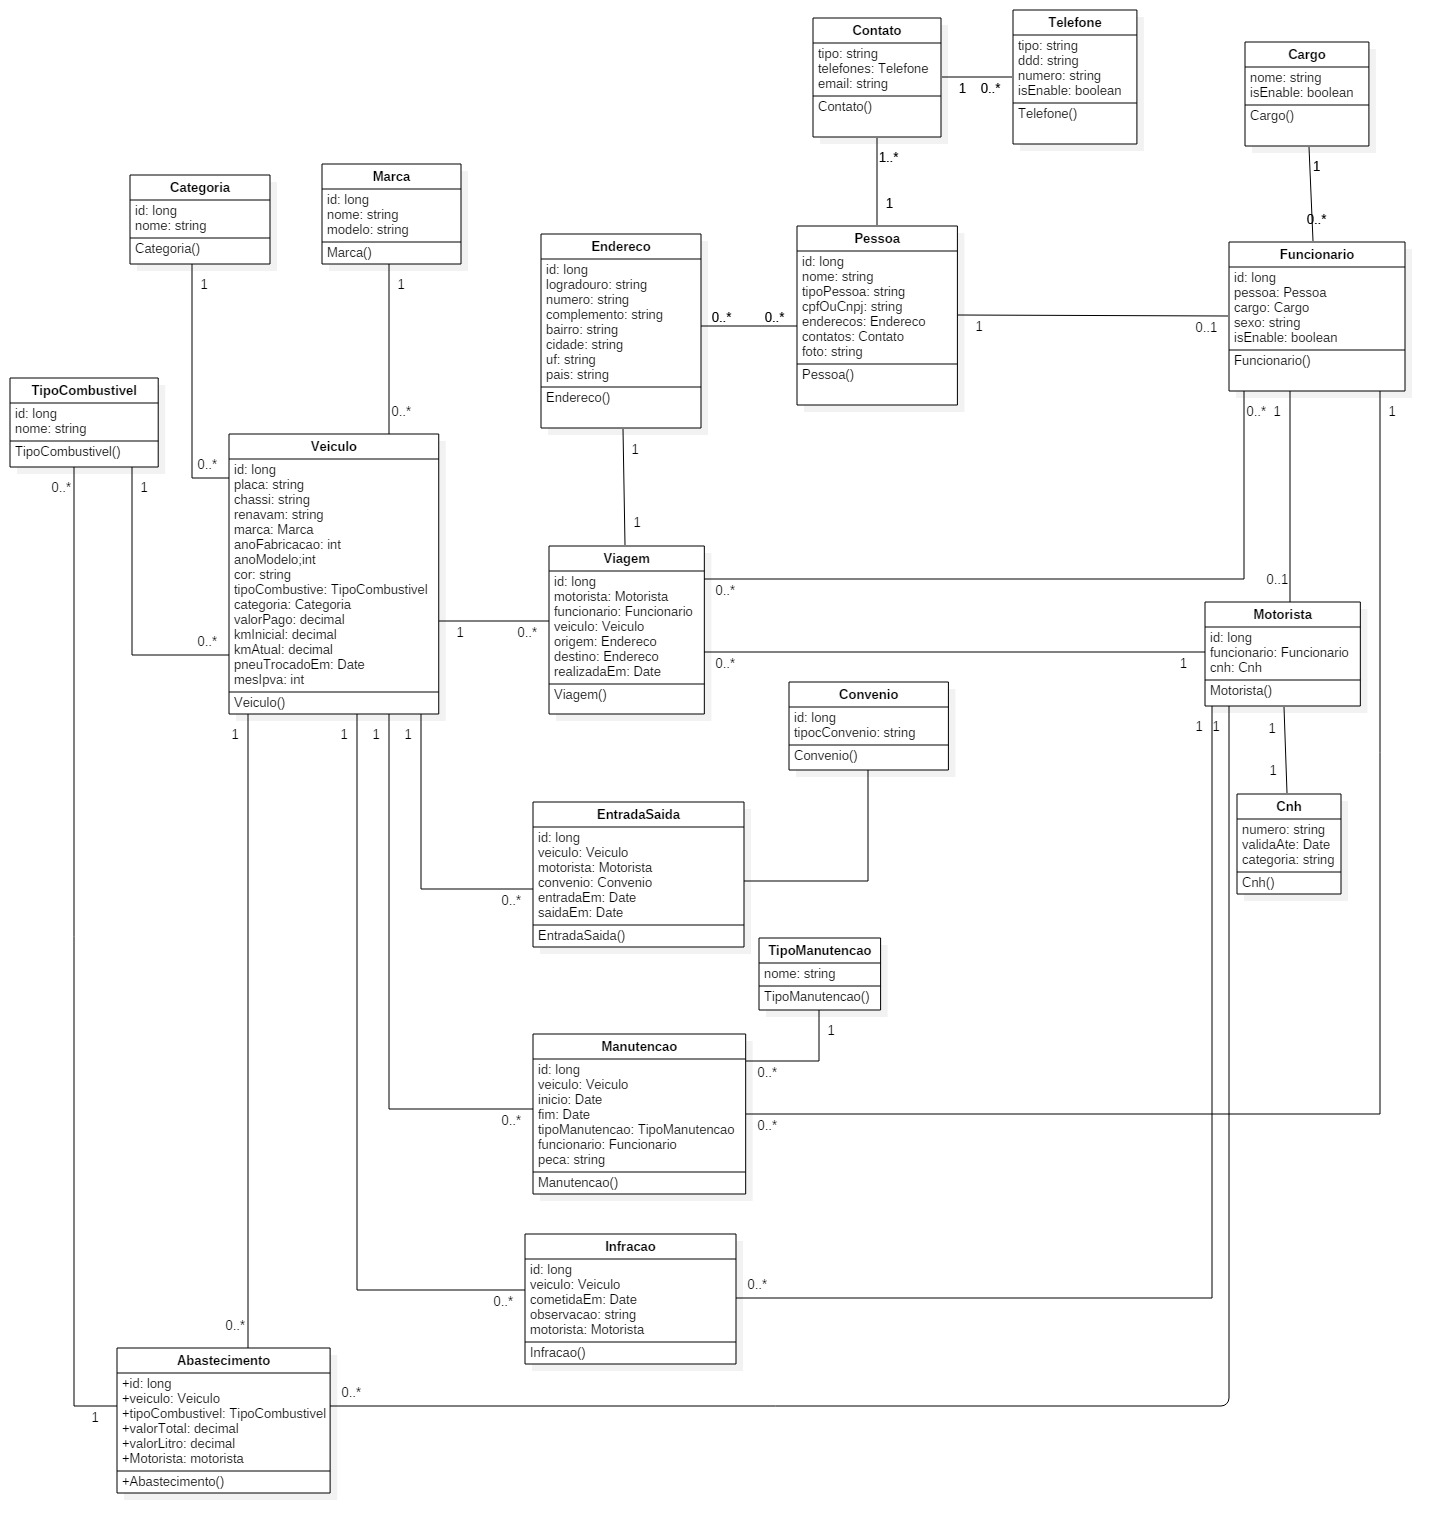 Contato
tipo: string
telefones: Telefone
email: string
Contato()
1
0..*
Telefone
tipo: string
ddd: string
numero: string
isEnable: boolean
Telefone()
Cargo
nome: string
isEnable: boolean
Cargo()
1
0..*
1..*
1
Categoria
id: long
nome: string
Categoria()
1
0..*
Marca
id: long
nome: string
modelo: string
Marca()
1
0..*
Endereco
id: long
logradouro: string
numero: string
complemento: string
bairro: string
cidade: string
uf: string
pais: string
Endereco()
0..*
0..*
Pessoa
id: long
nome: string
tipoPessoa: string
cpfOuCnpj: string
enderecos: Endereco
contatos: Contato
foto: string
Pessoa()
1
0..1
Funcionario
id: long
pessoa: Pessoa
cargo: Cargo
sexo: string
isEnable: boolean
Funcionario()
0..*
1
1
TipoCombustivel
id: long
nome: string
TipoCombustivel()
0..*
1
0..*
Veiculo
id: long
placa: string
chassi: string
renavam: string
marca: Marca
anoFabricacao: int
anoModelo;int
cor: string
tipoCombustive: TipoCombustivel
categoria: Categoria
valorPago: decimal
kmInicial: decimal
kmAtual: decimal
pneuTrocadoEm: Date
mesIpva: int
Veiculo()
1
0..*
1
1
Viagem
id: long
motorista: Motorista
funcionario: Funcionario
veiculo: Veiculo
origem: Endereco
destino: Endereco
realizadaEm: Date
Viagem()
0..*
0..*
0..1
1
Motorista
id: long
funcionario: Funcionario
cnh: Cnh
Motorista()
1
1
1
1
Cnh
numero: string
validaAte: Date
categoria: string
Cnh()
Convenio
id: long
tipocConvenio: string
Convenio()
1
1
1
1
EntradaSaida
id: long
veiculo: Veiculo
motorista: Motorista
convenio: Convenio
entradaEm: Date
saidaEm: Date
EntradaSaida()
0..*
TipoManutencao
nome: string
TipoManutencao()
1
0..*
Manutencao
id: long
veiculo: Veiculo
inicio: Date
fim: Date
tipoManutencao: TipoManutencao
funcionario: Funcionario
peca: string
Manutencao()
0..*
0..*
Infracao
id: long
veiculo: Veiculo
cometidaEm: Date
observacao: string
motorista: Motorista
Infracao()
0..*
0..*
0..*
Abastecimento
+id: long
+veiculo: Veiculo
+tipoCombustivel: TipoCombustivel
+valorTotal: decimal
+valorLitro: decimal
+Motorista: motorista
+Abastecimento()
1
0..*